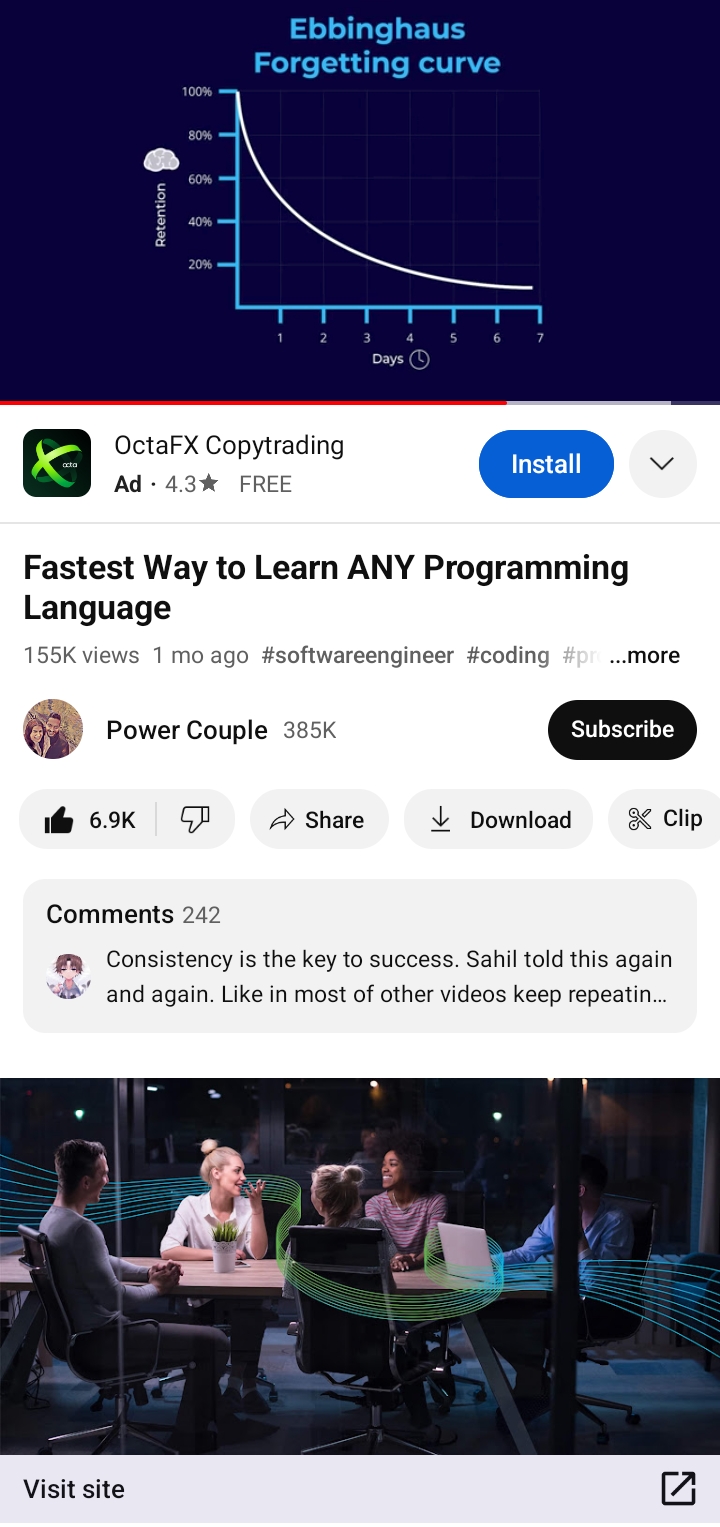 Ebbinghaus
Forgetting curve
100%
80%
60%
40%
20%
Retention
1 2 3 4 5 6 7
Days
octa
OctaFX Copytrading
Ad · 4.3★ FREE
Install
Fastest Way to Learn ANY Programming
Language
155K views 1 mo ago #softwareengineer #coding ...more
Power Couple 385K
Subscribe
6.9K
Share
Download
Clip
Comments 242
Consistency is the key to success. Sahil told this again
and again. Like in most of other videos keep repeatin...
Visit site